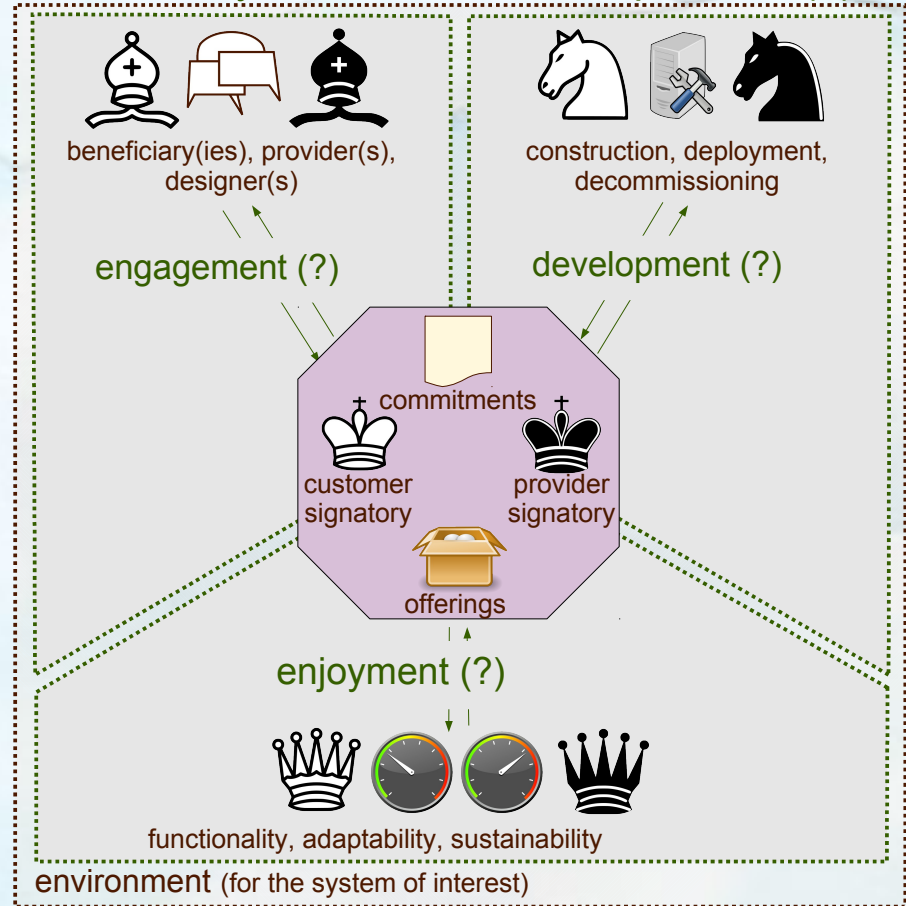 beneficiary(ies), provider(s),
designer(s)
construction, deployment,
decommissioning
engagement (?)
development (?)
commitments
customer
signatory
provider
signatory
offerings
enjoyment (?)
functionality, adaptability, sustainability
environment (for the system of interest)